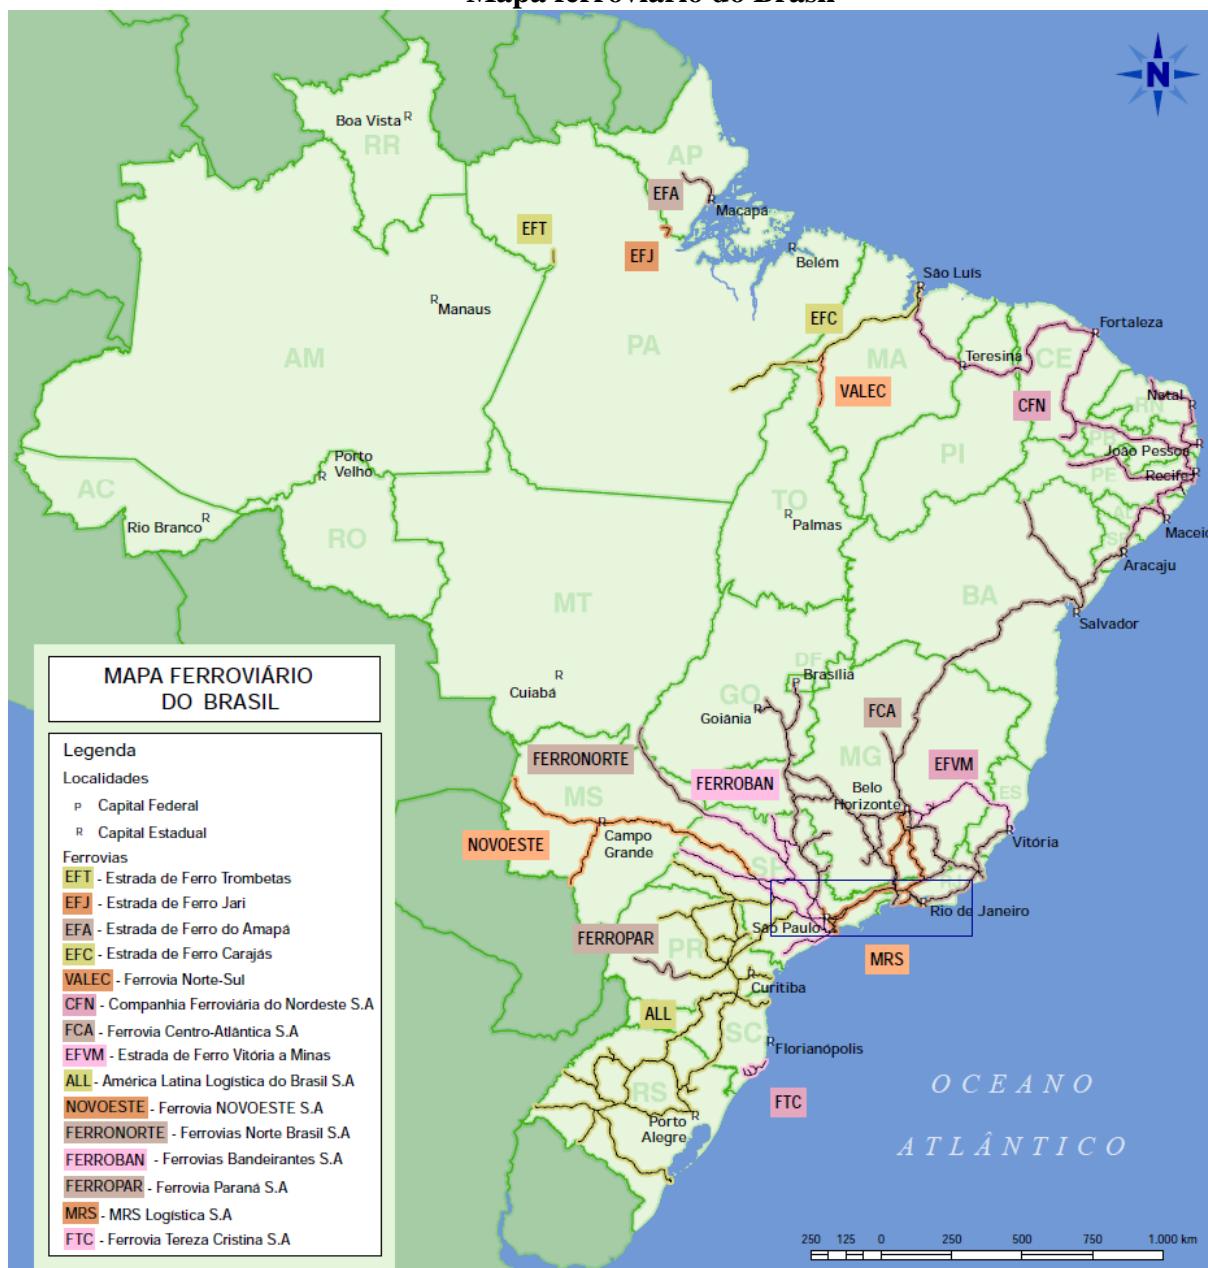 Mapa ferroviário do Brasil
N
Boa Vista R
RR
AP
EFA
R
Macapá
EFT
EFJ
R
Belém
São Luís
R
R
Manaus
EFC
Fortaleza
R
AM
PA
MA
Teresina
R
CE
VALEC
CFN
Natal
R
RN
PB
João Pessoa
R
PI
Porto
Velho
R
PE
Recife
R
AC
TO
R
Palmas
AL
R
Maceió
Rio Branco R
RO
SE
R
Aracaju
MT
BA
R
Salvador
DF
Brasília
P
R
Cuiabá
GO
Goiânia R
FCA
MAPA FERROVIÁRIO
DO BRASIL
FERRONORTE
MG
EFVM
FERROBAN
MS
Belo
Horizonte R
ES
R
Campo
Grande
R
Vitória
NOVOESTE
SP
RJ
R
Rio de Janeiro
São Paulo
R
FERROPAR
PR
MRS
R
Curitiba
ALL
SC
R
Florianópolis
RS
FTC
Porto
Alegre
R
OCEANO
ATLÂNTICO
Legenda
Localidades
P Capital Federal
R Capital Estadual
Ferrovias
EFT - Estrada de Ferro Trombetas
EFJ - Estrada de Ferro Jari
EFA - Estrada de Ferro do Amapá
EFC - Estrada de Ferro Carajás
VALEC - Ferrovia Norte-Sul
CFN - Companhia Ferroviária do Nordeste S.A
FCA - Ferrovia Centro-Atlântica S.A
EFVM - Estrada de Ferro Vitória a Minas
ALL - América Latina Logística do Brasil S.A
NOVOESTE - Ferrovia NOVOESTE S.A
FERRONORTE - Ferrovias Norte Brasil S.A
FERROBAN - Ferrovias Bandeirantes S.A
FERROPAR - Ferrovia Paraná S.A
MRS - MRS Logística S.A
FTC - Ferrovia Tereza Cristina S.A
250 125 0 250 500 750 1.000 km